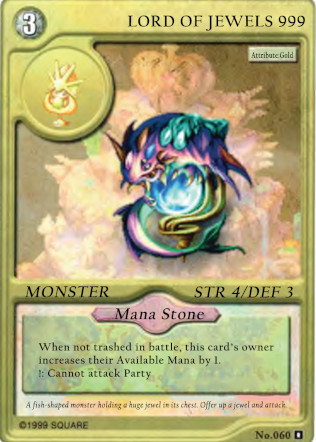 3
LORD OF JEWELS 999
Attribute:Gold
MONSTER STR 4/DEF 3
Mana Stone
When not trashed in battle, this card's owner
increases their Available Mana by 1.
!: Cannot attack Party
A fish-shaped monster holding a huge jewel in its chest. Offer up a jewel and attack.
©1999 SQUARE
No.060